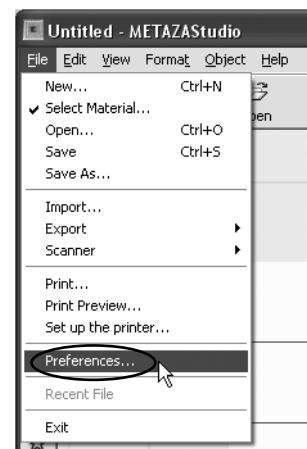 Untitled - METAZAStudio
File Edit View Format Object Help
New... Ctrl+N
Select Material...
Open... Ctrl+O
Save Ctrl+S
Save As...
Import...
Export
Scanner
Print...
Print Preview...
Set up the printer...
Preferences...
Recent File
Exit